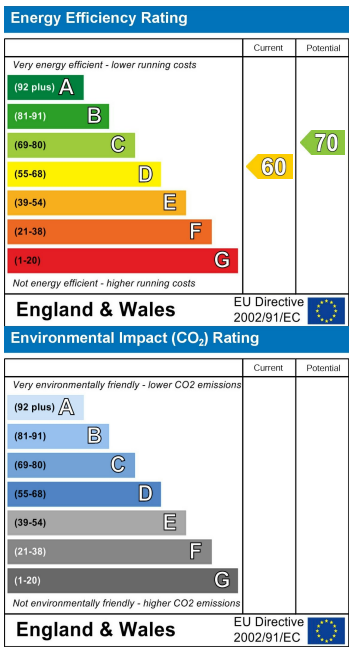 Energy Efficiency Rating
Current Potential
Very energy efficient - lower running costs
(92 plus) A
(81-91) B
(69-80) C
70
(55-68) D
60
(39-54) E
(21-38) F
(1-20) G
Not energy efficient - higher running costs
England & Wales
EU Directive
2002/91/EC
Environmental Impact (CO₂) Rating
Current Potential
Very environmentally friendly - lower CO2 emissions
(92 plus) A
(81-91) B
(69-80) C
(55-68) D
(39-54) E
(21-38) F
(1-20) G
Not environmentally friendly - higher CO2 emissions
England & Wales
EU Directive
2002/91/EC